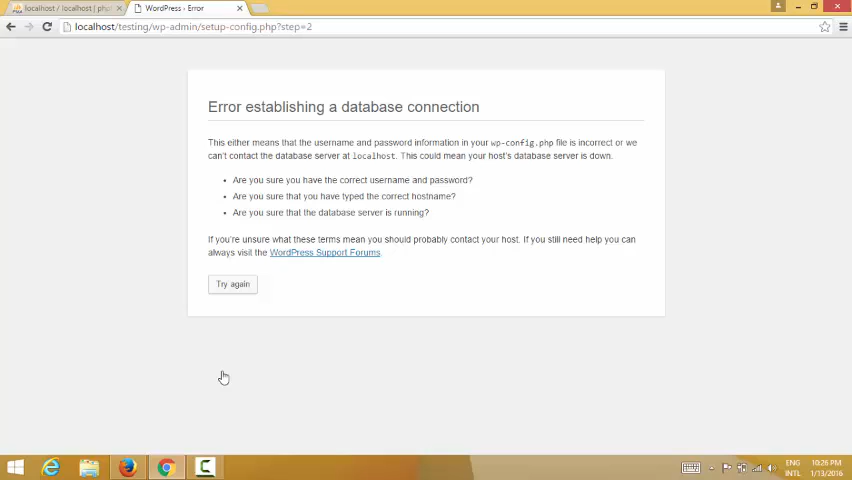 localhost / localhost | php
WordPress › Error
localhost/testing/wp-admin/setup-config.php?step=2
Error establishing a database connection
This either means that the username and password information in your wp-config.php file is incorrect or we
can't contact the database server at localhost. This could mean your host's database server is down.
• Are you sure you have the correct username and password?
• Are you sure that you have typed the correct hostname?
• Are you sure that the database server is running?
If you're unsure what these terms mean you should probably contact your host. If you still need help you can
always visit the WordPress Support Forums.
Try again
ENG
INTL
10:26 PM
1/13/2016